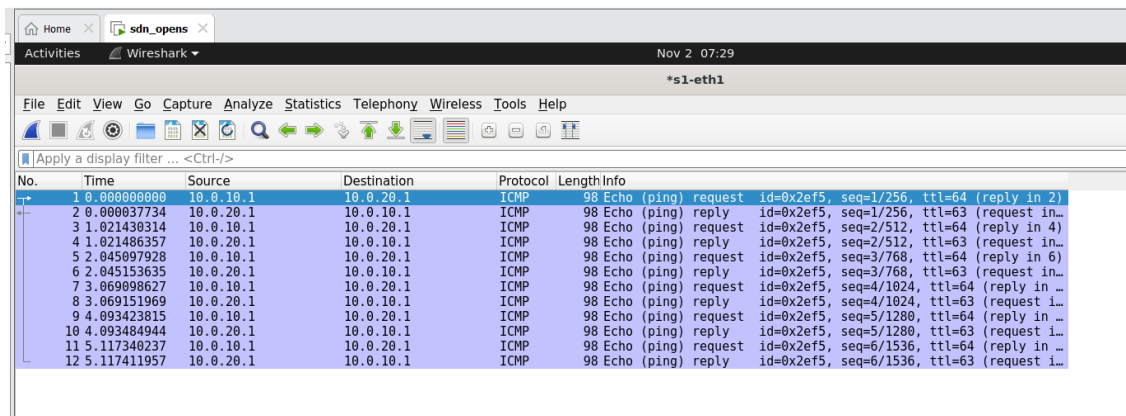 Home × sdn_opens ×
Activities Wireshark Nov 2 07:29
*s1-eth1
File Edit View Go Capture Analyze Statistics Telephony Wireless Tools Help
Apply a display filter ... <Ctrl-/>
No. Time Source Destination Protocol Length Info
1 0.000000000 10.0.10.1 10.0.20.1 ICMP 98 Echo (ping) request id=0x2ef5, seq=1/256, ttl=64 (reply in 2)
2 0.000037734 10.0.20.1 10.0.10.1 ICMP 98 Echo (ping) reply id=0x2ef5, seq=1/256, ttl=63 (request in…
3 1.021430314 10.0.10.1 10.0.20.1 ICMP 98 Echo (ping) request id=0x2ef5, seq=2/512, ttl=64 (reply in 4)
4 1.021486357 10.0.20.1 10.0.10.1 ICMP 98 Echo (ping) reply id=0x2ef5, seq=2/512, ttl=63 (request in…
5 2.045097928 10.0.10.1 10.0.20.1 ICMP 98 Echo (ping) request id=0x2ef5, seq=3/768, ttl=64 (reply in 6)
6 2.045153635 10.0.20.1 10.0.10.1 ICMP 98 Echo (ping) reply id=0x2ef5, seq=3/768, ttl=63 (request in…
7 3.069098627 10.0.10.1 10.0.20.1 ICMP 98 Echo (ping) request id=0x2ef5, seq=4/1024, ttl=64 (reply in …
8 3.069151969 10.0.20.1 10.0.10.1 ICMP 98 Echo (ping) reply id=0x2ef5, seq=4/1024, ttl=63 (request i…
9 4.093423815 10.0.10.1 10.0.20.1 ICMP 98 Echo (ping) request id=0x2ef5, seq=5/1280, ttl=64 (reply in …
10 4.093484944 10.0.20.1 10.0.10.1 ICMP 98 Echo (ping) reply id=0x2ef5, seq=5/1280, ttl=63 (request i…
11 5.117340237 10.0.10.1 10.0.20.1 ICMP 98 Echo (ping) request id=0x2ef5, seq=6/1536, ttl=64 (reply in …
12 5.117411957 10.0.20.1 10.0.10.1 ICMP 98 Echo (ping) reply id=0x2ef5, seq=6/1536, ttl=63 (request i…